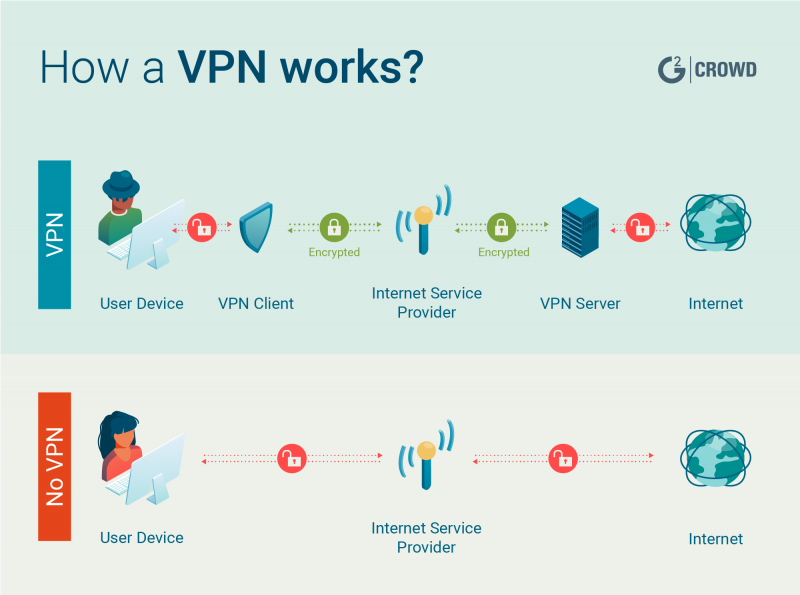 How a VPN works?
G2 CROWD
VPN
Encrypted
Encrypted
User Device
VPN Client
Internet Service
Provider
VPN Server
Internet
No VPN
User Device
Internet Service
Provider
Internet